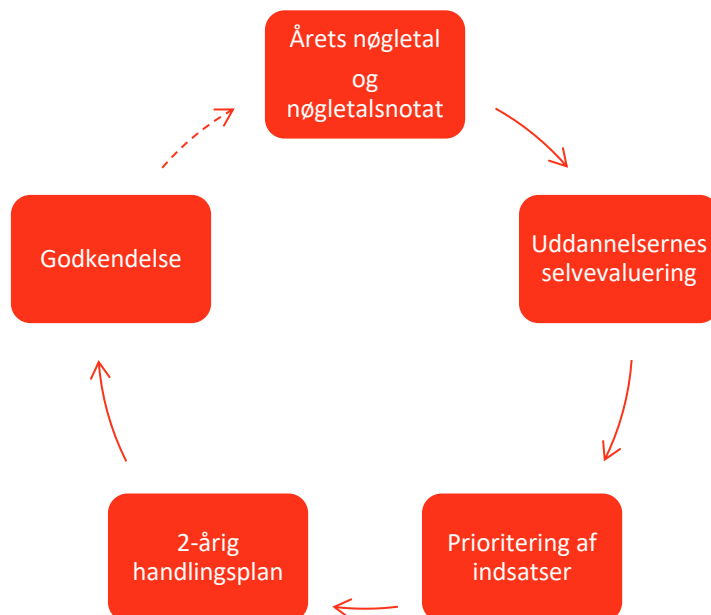 Årets nøgletal
og
nøgletalsnotat
Uddannelsernes
selvevaluering
Prioritering af
indsatser
2-årig
handlingsplan
Godkendelse